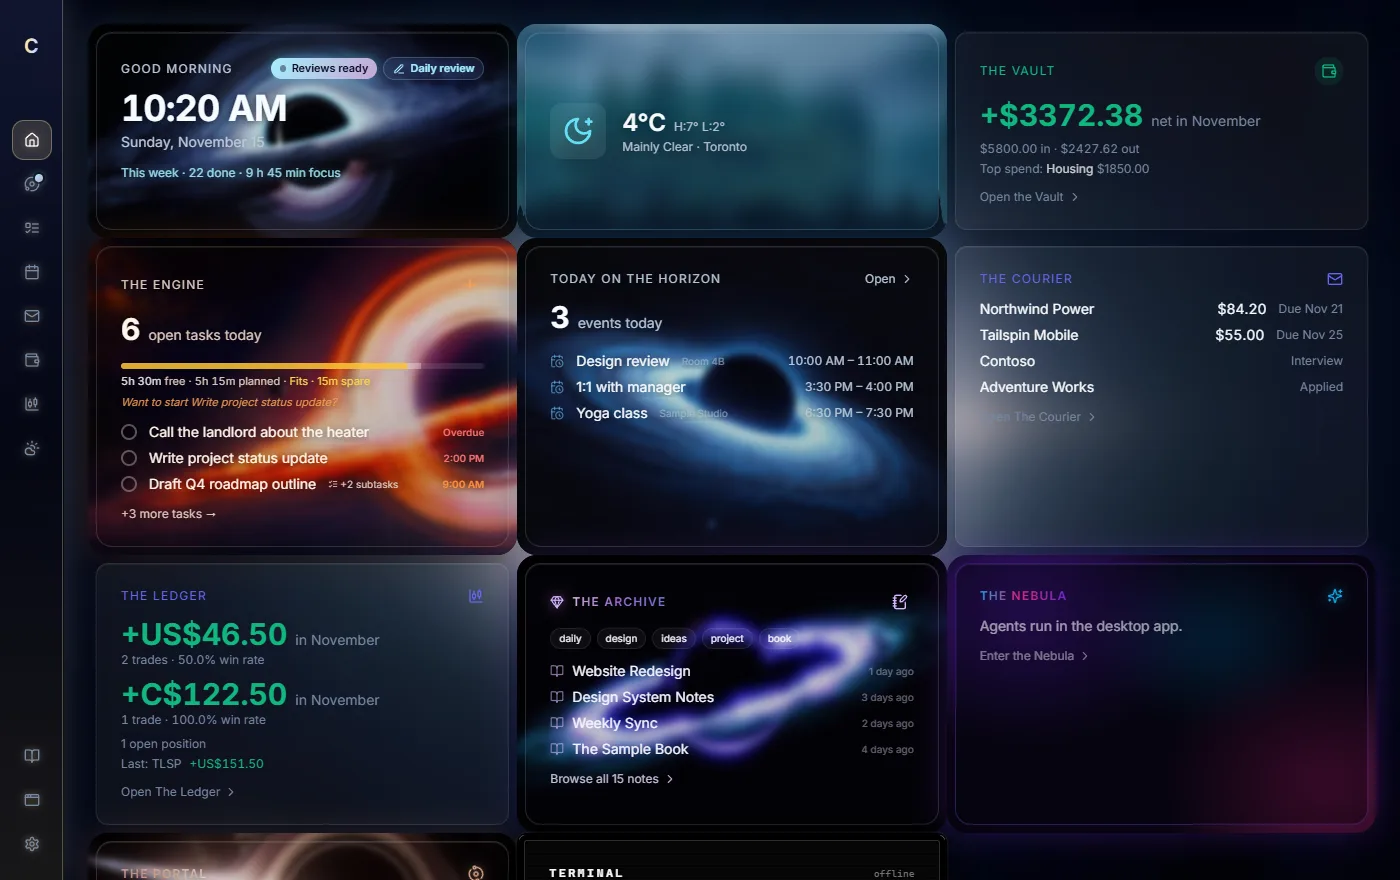 C
GOOD MORNING
Reviews ready
Daily review
10:20 AM
Sunday, November 15
This week · 22 done · 9 h 45 min focus
4°C H:7° L:2°
Mainly Clear · Toronto
THE VAULT
+$3372.38 net in November
$5800.00 in · $2427.62 out
Top spend: Housing $1850.00
Open the Vault
THE ENGINE
6 open tasks today
5h 30m free · 5h 15m planned · Fits · 15m spare
Want to start Write project status update?
Call the landlord about the heater Overdue
Write project status update 2:00 PM
Draft Q4 roadmap outline +2 subtasks 9:00 AM
+3 more tasks →
TODAY ON THE HORIZON Open
3 events today
Design review Room 4B 10:00 AM – 11:00 AM
1:1 with manager 3:30 PM – 4:00 PM
Yoga class Sample Studio 6:30 PM – 7:30 PM
THE COURIER
Northwind Power $84.20 Due Nov 21
Tailspin Mobile $55.00 Due Nov 25
Contoso Interview
Adventure Works Applied
The Courier
THE LEDGER
+US$46.50 in November
2 trades · 50.0% win rate
+C$122.50 in November
1 trade · 100.0% win rate
1 open position
Last: TLSP +US$151.50
Open The Ledger
THE ARCHIVE
daily design ideas project book
Website Redesign 1 day ago
Design System Notes 3 days ago
Weekly Sync 2 days ago
The Sample Book 4 days ago
Browse all 15 notes
THE NEBULA
Agents run in the desktop app.
Enter the Nebula
THE PORTAL
TERMINAL offline